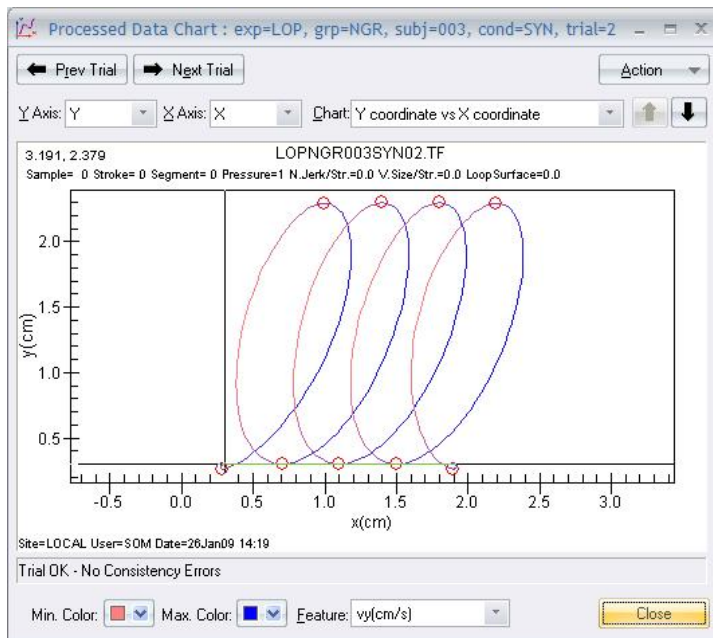 Processed Data Chart : exp=LOP, grp=NGR, subj=003, cond=SYN, trial=2
Prev Trial Next Trial Action
Y Axis: Y X Axis: X Chart: Y coordinate vs X coordinate
3.191, 2.379 LOPNGR003SYN02.TF
Sample= 0 Stroke= 0 Segment= 0 Pressure=1 N.Jerk/Str.=0.0 V.Size/Str.=0.0 LoopSurface=0.0
2.0
1.5
y(cm)
1.0
0.5
-0.5 0.0 0.5 1.0 1.5 2.0 2.5 3.0
x(cm)
Site=LOCAL User=SOM Date=26Jan09 14:19
Trial OK - No Consistency Errors
Min. Color: Max. Color: Feature: vy(cm/s) Close